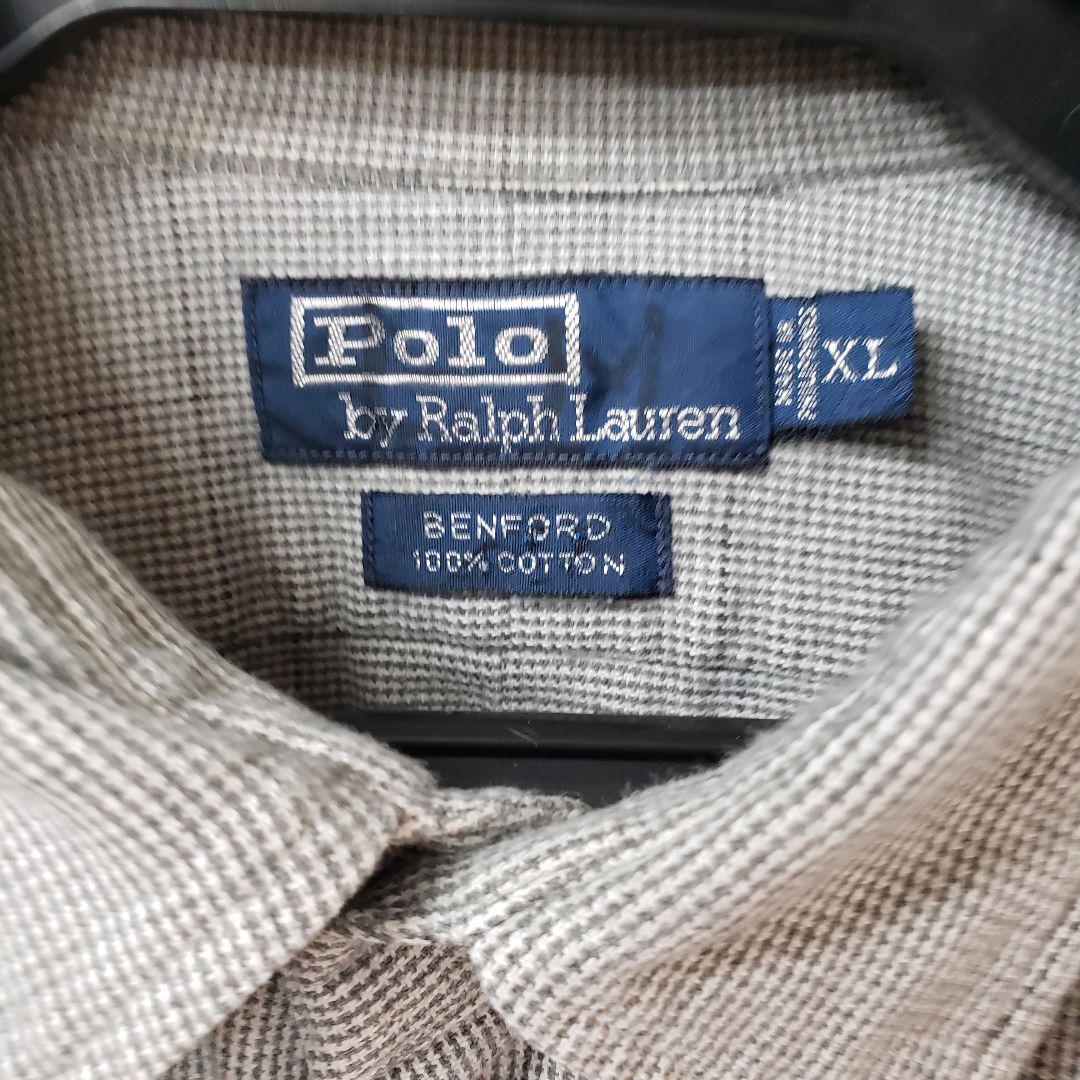 Polo
by Ralph Lauren
XL
BENFORD
100% COTTON